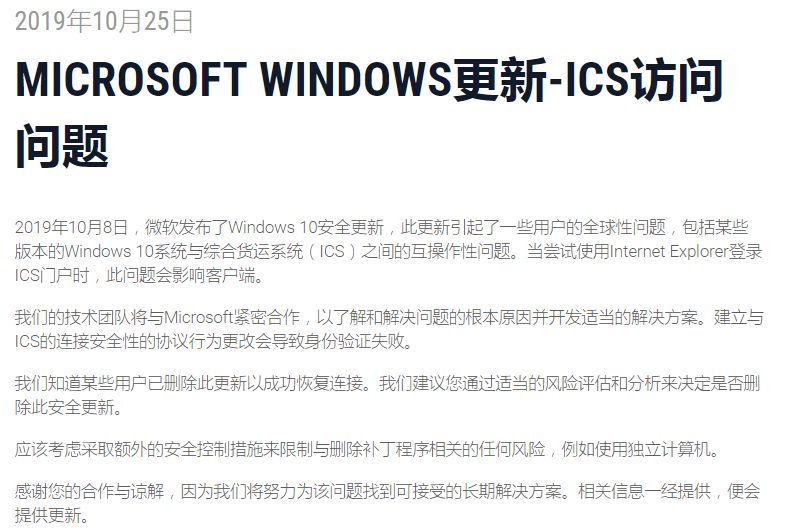 2019年10月25日
MICROSOFT WINDOWS更新-ICS访问
问题
2019年10月8日，微软发布了Windows 10安全更新，此更新引起了一些用户的全球性问题，包括某些
版本的Windows 10系统与综合货运系统（ICS）之间的互操作性问题。当尝试使用Internet Explorer登录
ICS门户时，此问题会影响客户端。
我们的技术团队将与Microsoft紧密合作，以了解和解决问题的根本原因并开发适当的解决方案。建立与
ICS的连接安全性的协议行为更改会导致身份验证失败。
我们知道某些用户已删除此更新以成功恢复连接。我们建议您通过适当的风险评估和分析来决定是否删
除此安全更新。
应该考虑采取额外的安全控制措施来限制与删除补丁程序相关的任何风险，例如使用独立计算机。
感谢您的合作与谅解，因为我们将努力为该问题找到可接受的长期解决方案。相关信息一经提供，便会
提供更新。